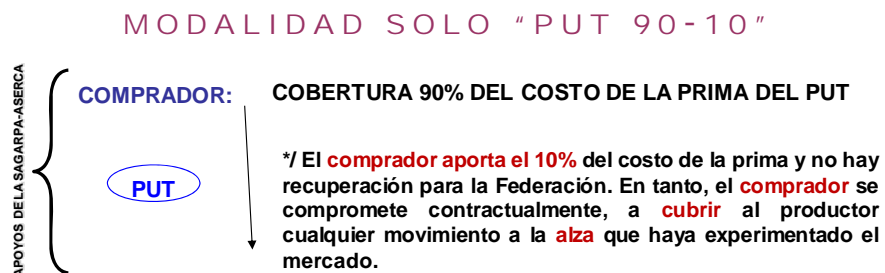 MODALIDAD SOLO “PUT 90-10”
APOYOS DE LA SAGARPA-ASERCA
COMPRADOR:
COBERTURA 90% DEL COSTO DE LA PRIMA DEL PUT
PUT
*/ El comprador aporta el 10% del costo de la prima y no hay
recuperación para la Federación. En tanto, el comprador se
compromete contractualmente, a cubrir al productor
cualquier movimiento a la alza que haya experimentado el
mercado.